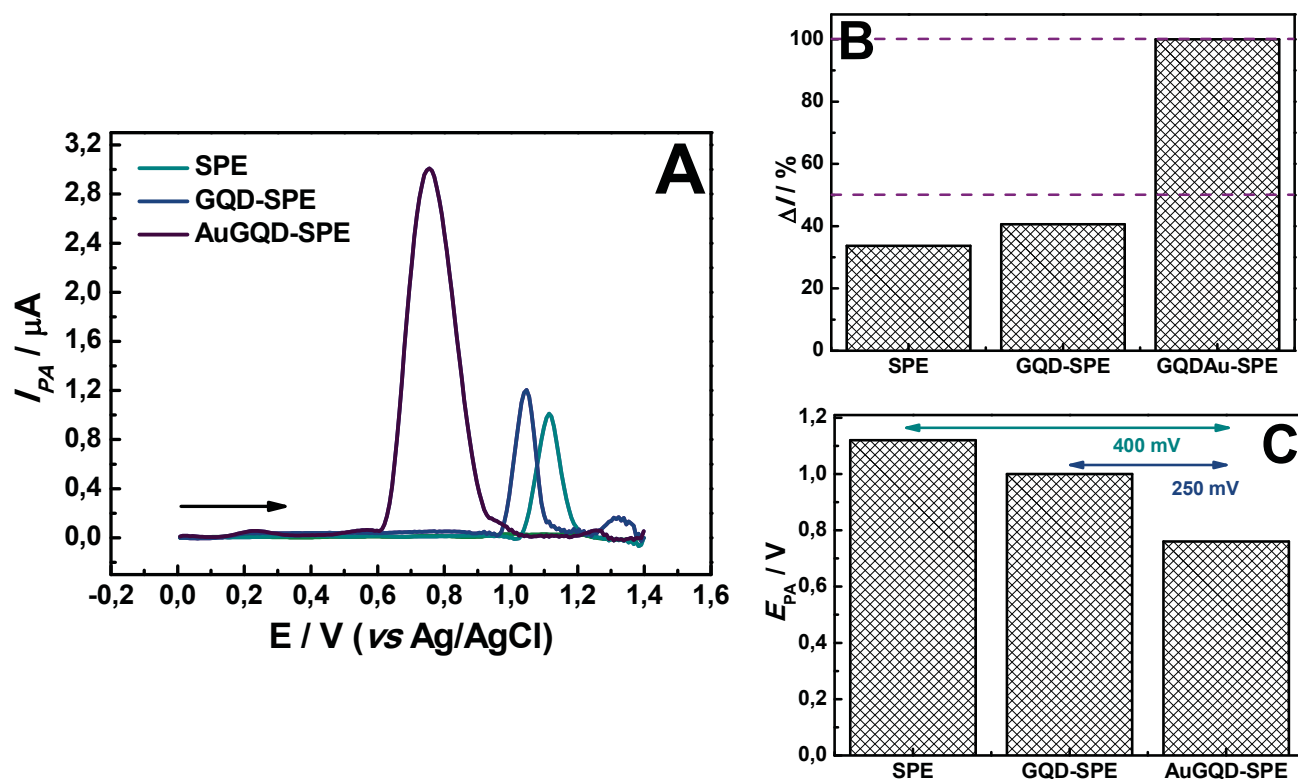 A
SPE
GQD-SPE
AuGQD-SPE
I_PA / µA
3,2
2,8
2,4
2,0
1,6
1,2
0,8
0,4
0,0
-0,2 0,0 0,2 0,4 0,6 0,8 1,0 1,2 1,4 1,6
E / V (vs Ag/AgCl)
B
ΔI / %
100
80
60
40
20
0
SPE GQD-SPE GQDAu-SPE
C
400 mV
250 mV
E_PA / V
1,2
1,0
0,8
0,6
0,4
0,2
0,0
SPE GQD-SPE AuGQD-SPE